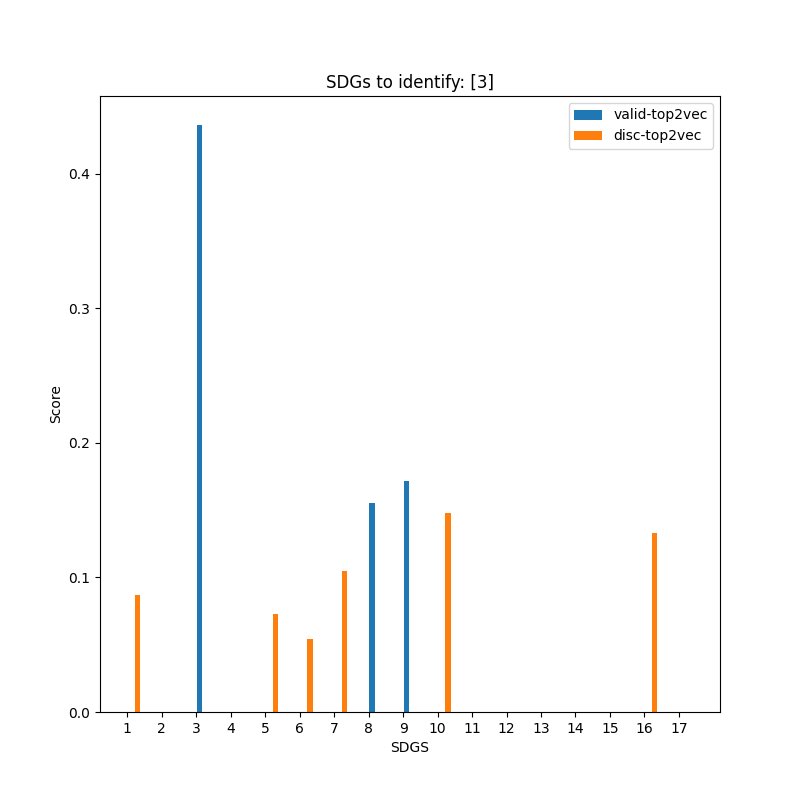 SDGs to identify: [3]
valid-top2vec
disc-top2vec
0.4
0.3
0.2
0.1
0.0
Score
1 2 3 4 5 6 7 8 9 10 11 12 13 14 15 16 17
SDGS